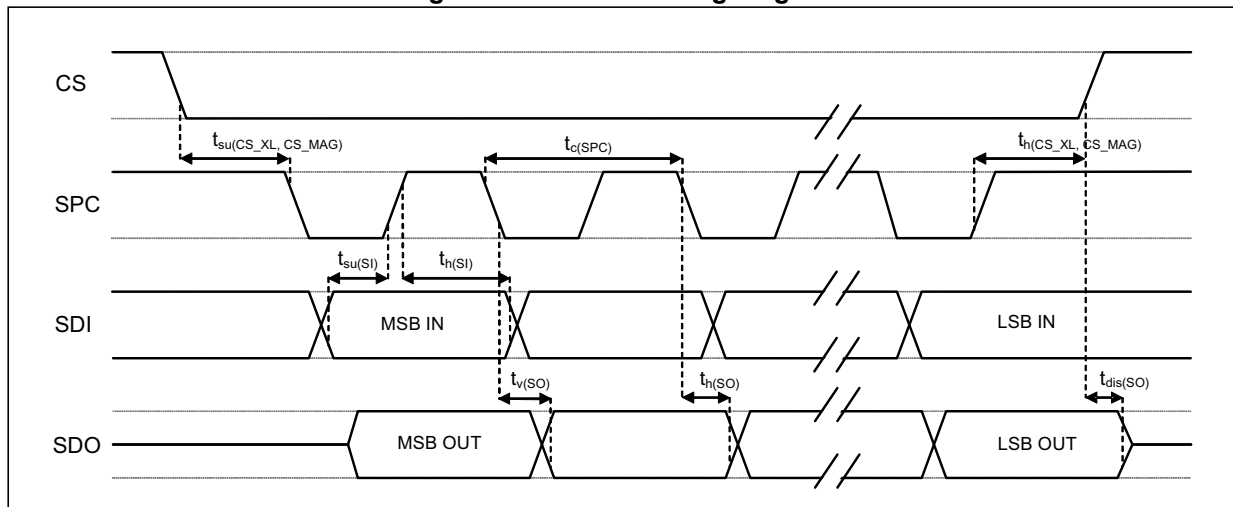 CS
tsu(CS_XL, CS_MAG)
tc(SPC)
th(CS_XL, CS_MAG)
SPC
tsu(SI)
th(SI)
SDI
MSB IN
LSB IN
tv(SO)
th(SO)
tdis(SO)
SDO
MSB OUT
LSB OUT